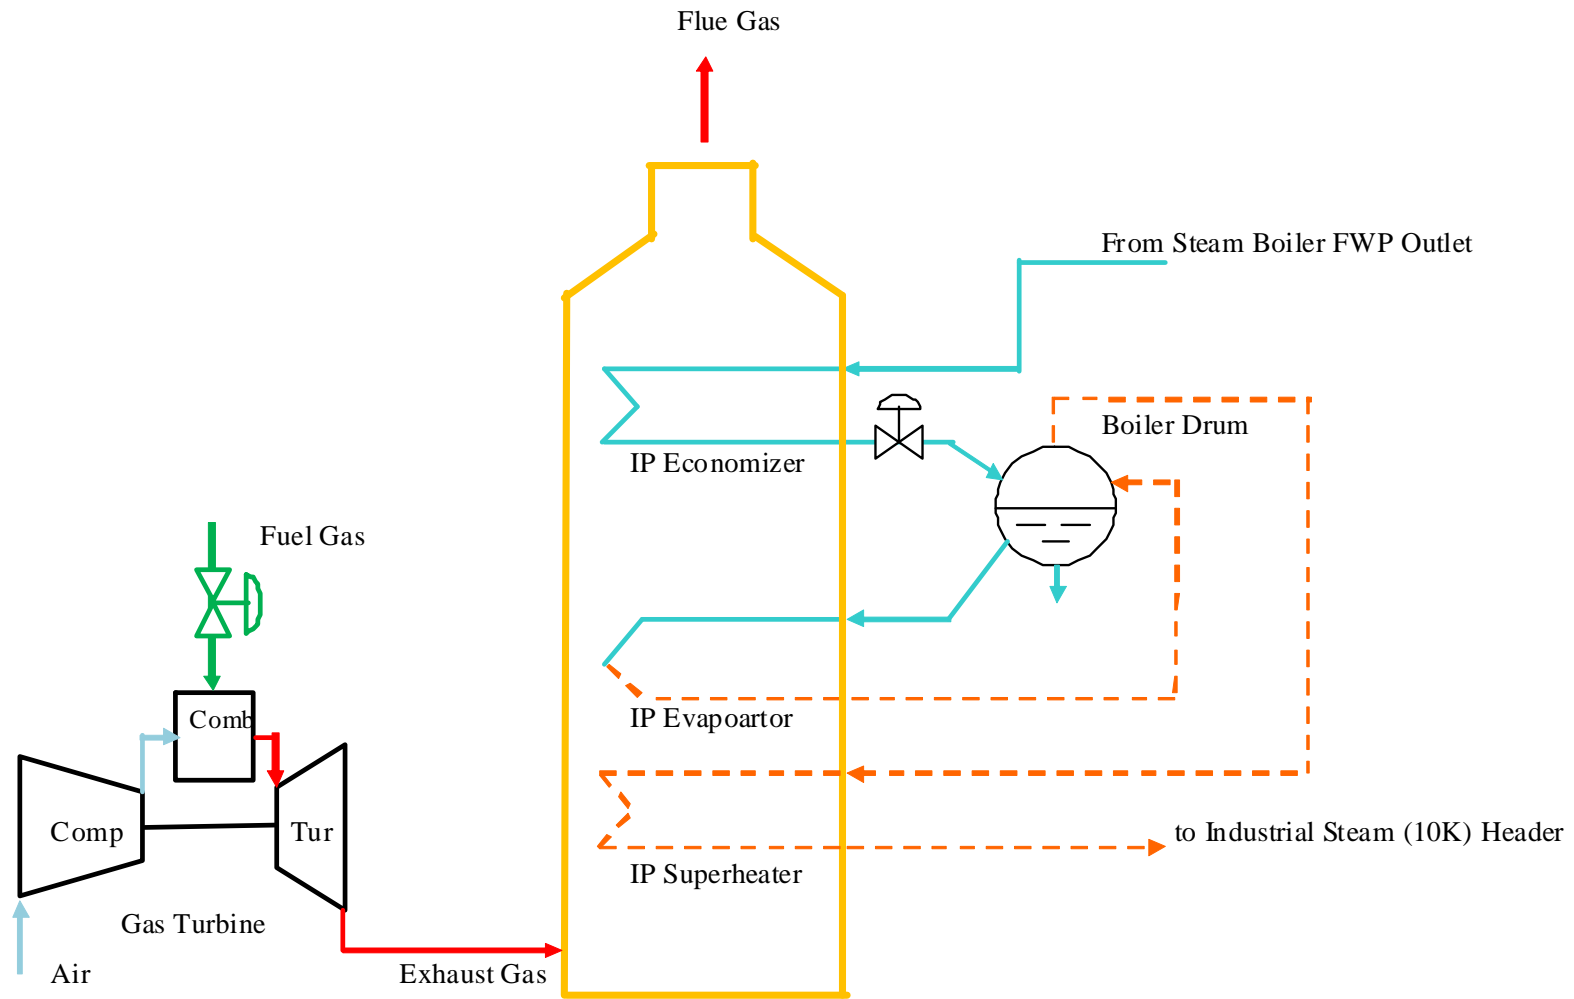 Flue Gas
From Steam Boiler FWP Outlet
Boiler Drum
IP Economizer
Fuel Gas
Comb
IP Evapoartor
Comp
Tur
to Industrial Steam (10K) Header
IP Superheater
Gas Turbine
Air
Exhaust Gas